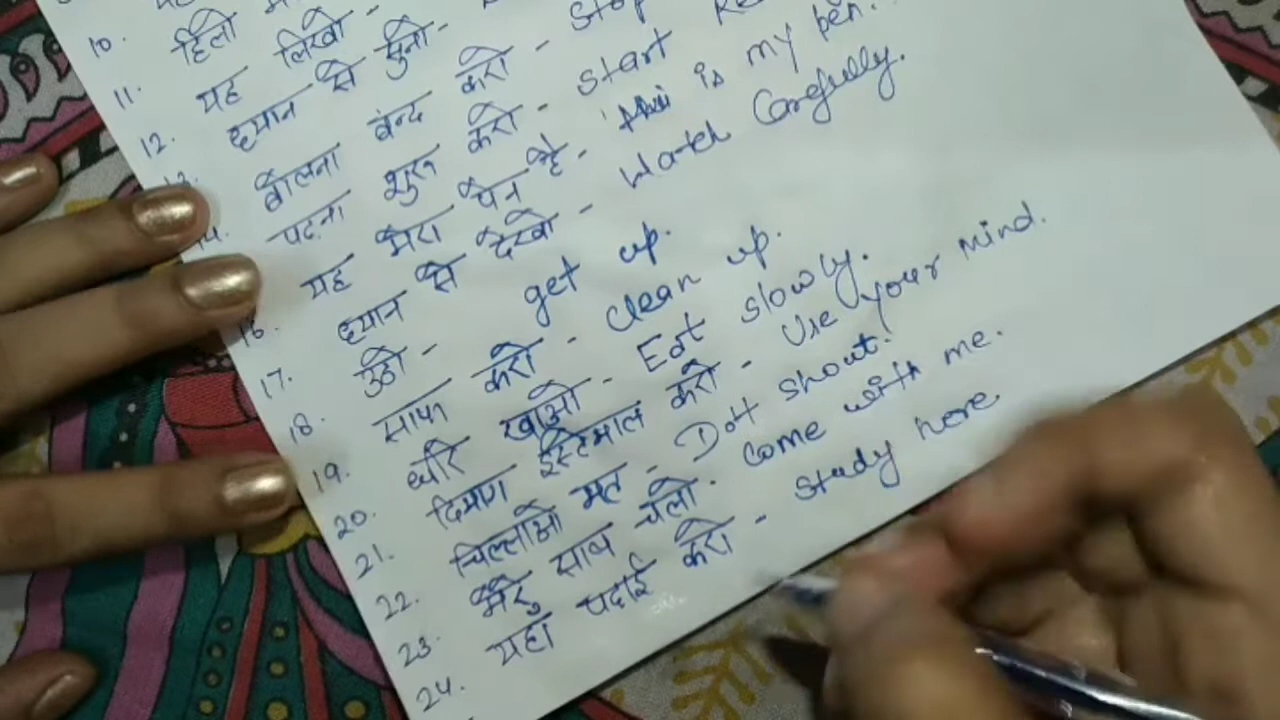 10. हिलो
11. यह लिखो -
12. ध्यान से सुनो -
बोलना बंन्द करो - stop
14. पढ़ना शुरू करो - start
यह मेरा पेन है - is my pen.
16. ध्यान से देखो - Watch Carefully.
17. उठो - get up.
18. साफ करो - clean up.
19. धीरे खाओ - Eat slowly.
20. दिमाग इस्टिमाल करो - Use your mind.
21. चिल्लाओ मत - Dot shout.
22. मेरे साथ चलो - Come with me.
23. यहाँ पढाई करो - study here
24.